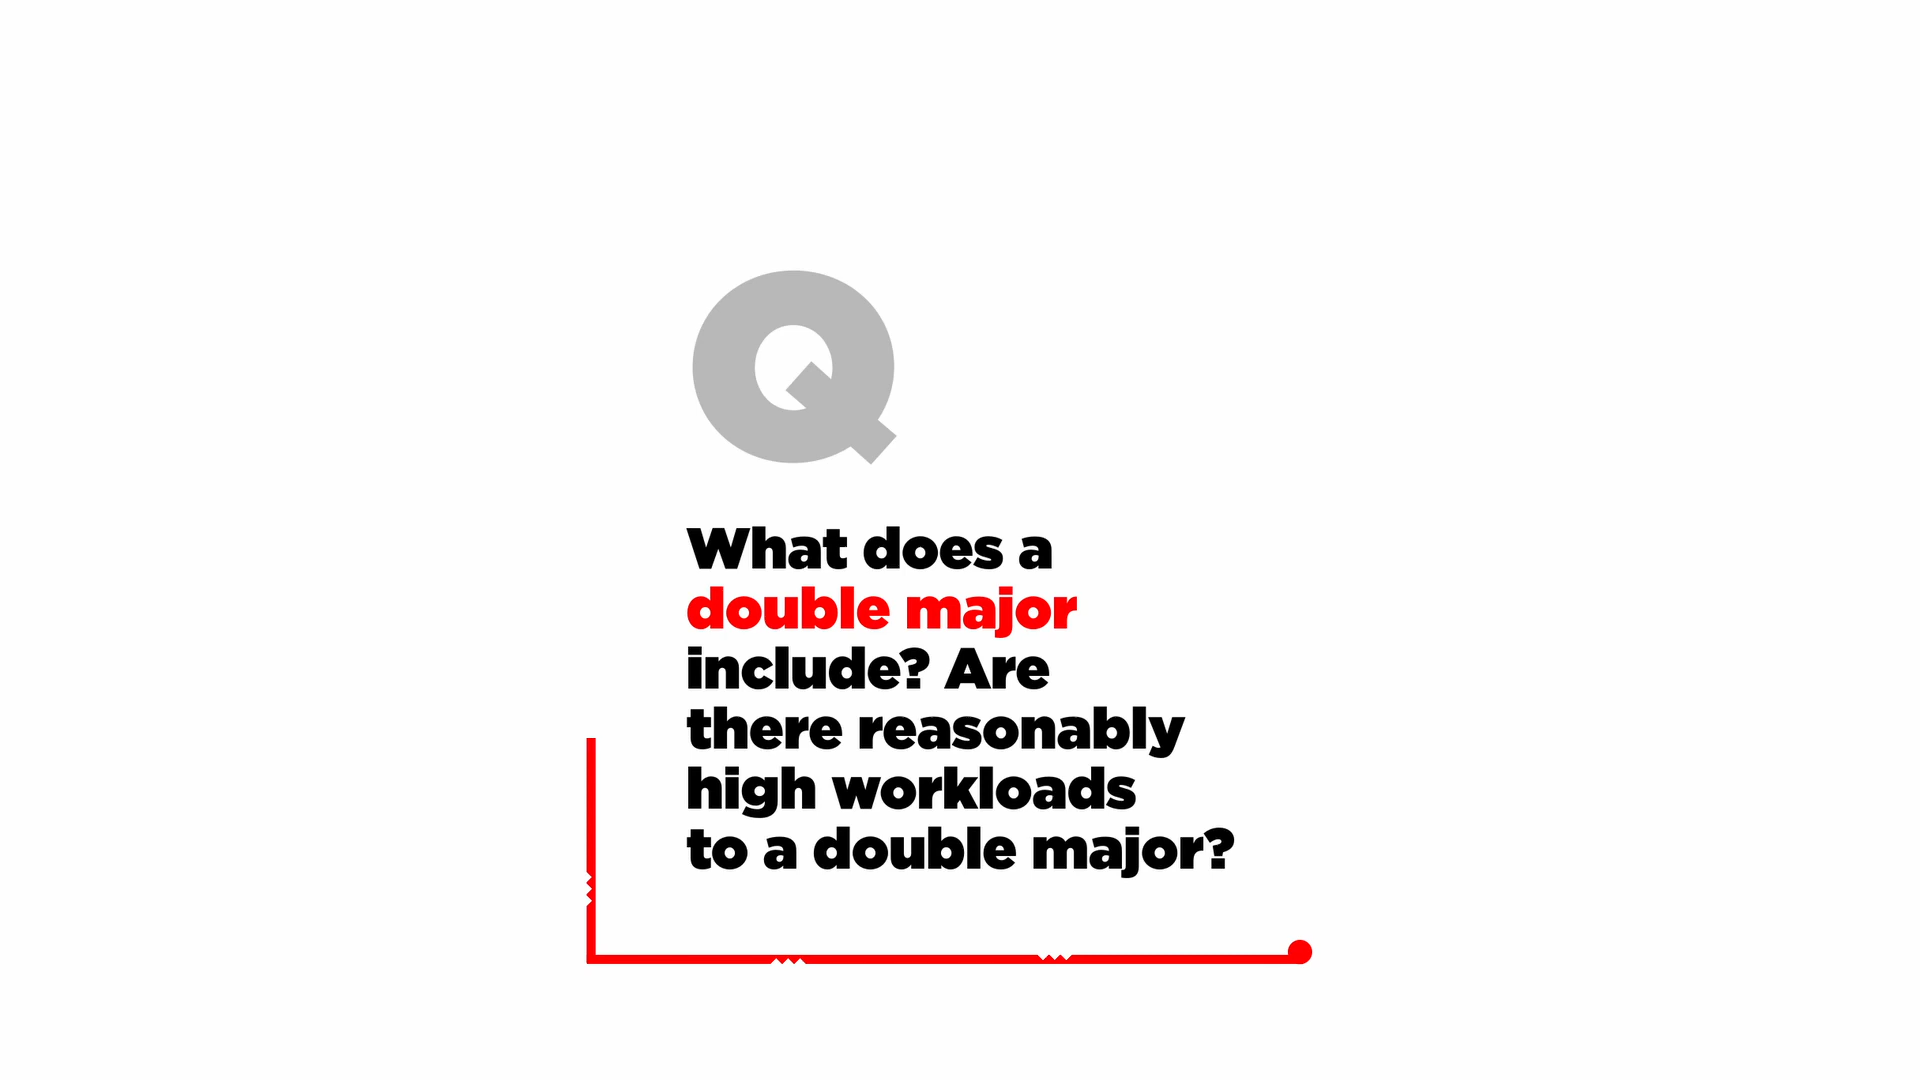 Q
What does a
double major
include? Are
there reasonably
high workloads
to a double major?